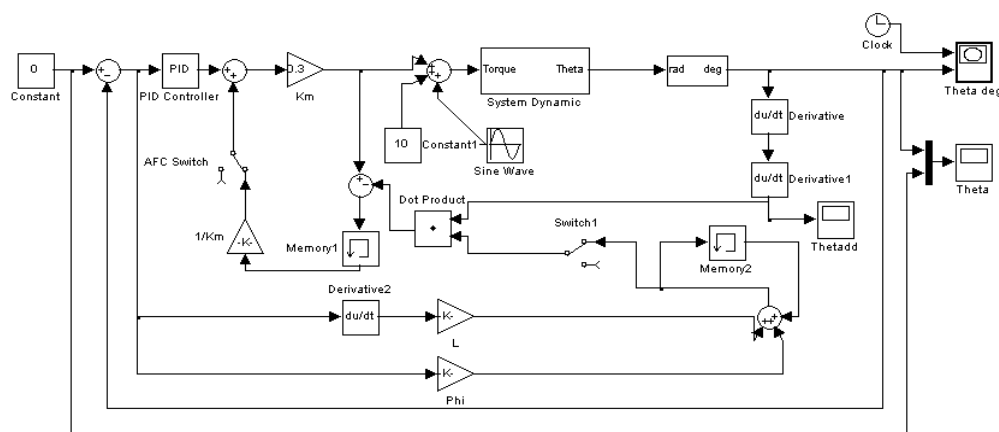 Clock
0
Constant
PID
PID Controller
0.3
Km
Torque Theta
System Dynamic
rad deg
Theta deg
du/dt
Derivative
10
Constant1
Sine Wave
AFC Switch
du/dt
Derivative1
Theta
Dot Product
Thetadd
1/Km
-K-
Memory1
Switch1
Memory2
Derivative2
du/dt
K-
L
K-
Phi